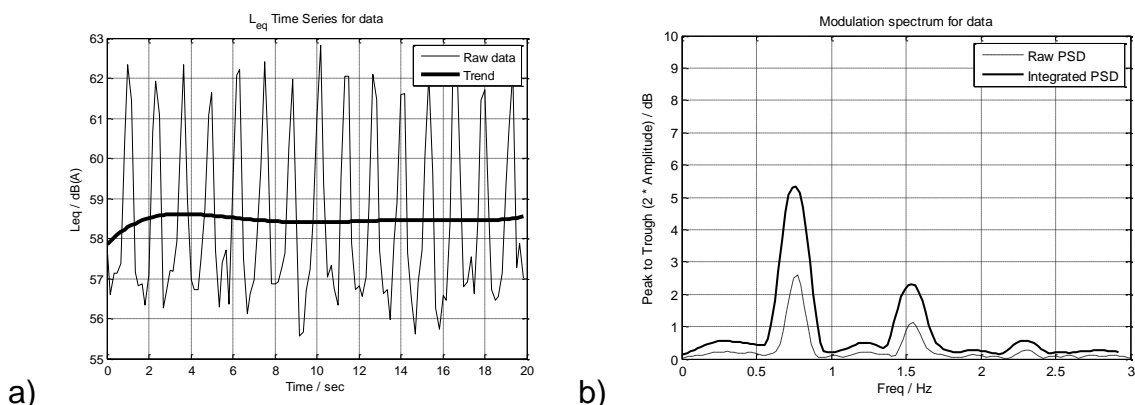 L_eq Time Series for data
63
62
61
60
59
58
57
56
55
Leq / dB(A)
Raw data
Trend
0 2 4 6 8 10 12 14 16 18 20
Time / sec
a)
Modulation spectrum for data
10
9
8
7
6
5
4
3
2
1
0
Peak to Trough (2 * Amplitude) / dB
Raw PSD
Integrated PSD
0 0.5 1 1.5 2 2.5 3
Freq / Hz
b)